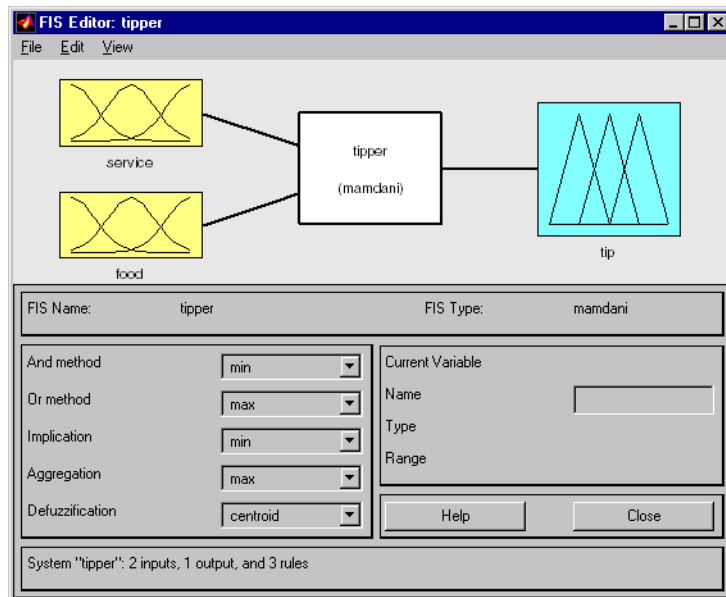 FIS Editor: tipper
File Edit View
service
food
tipper
(mamdani)
tip
FIS Name: tipper FIS Type: mamdani
And method min
Or method max
Implication min
Aggregation max
Defuzzification centroid
Current Variable
Name
Type
Range
Help Close
System "tipper": 2 inputs, 1 output, and 3 rules